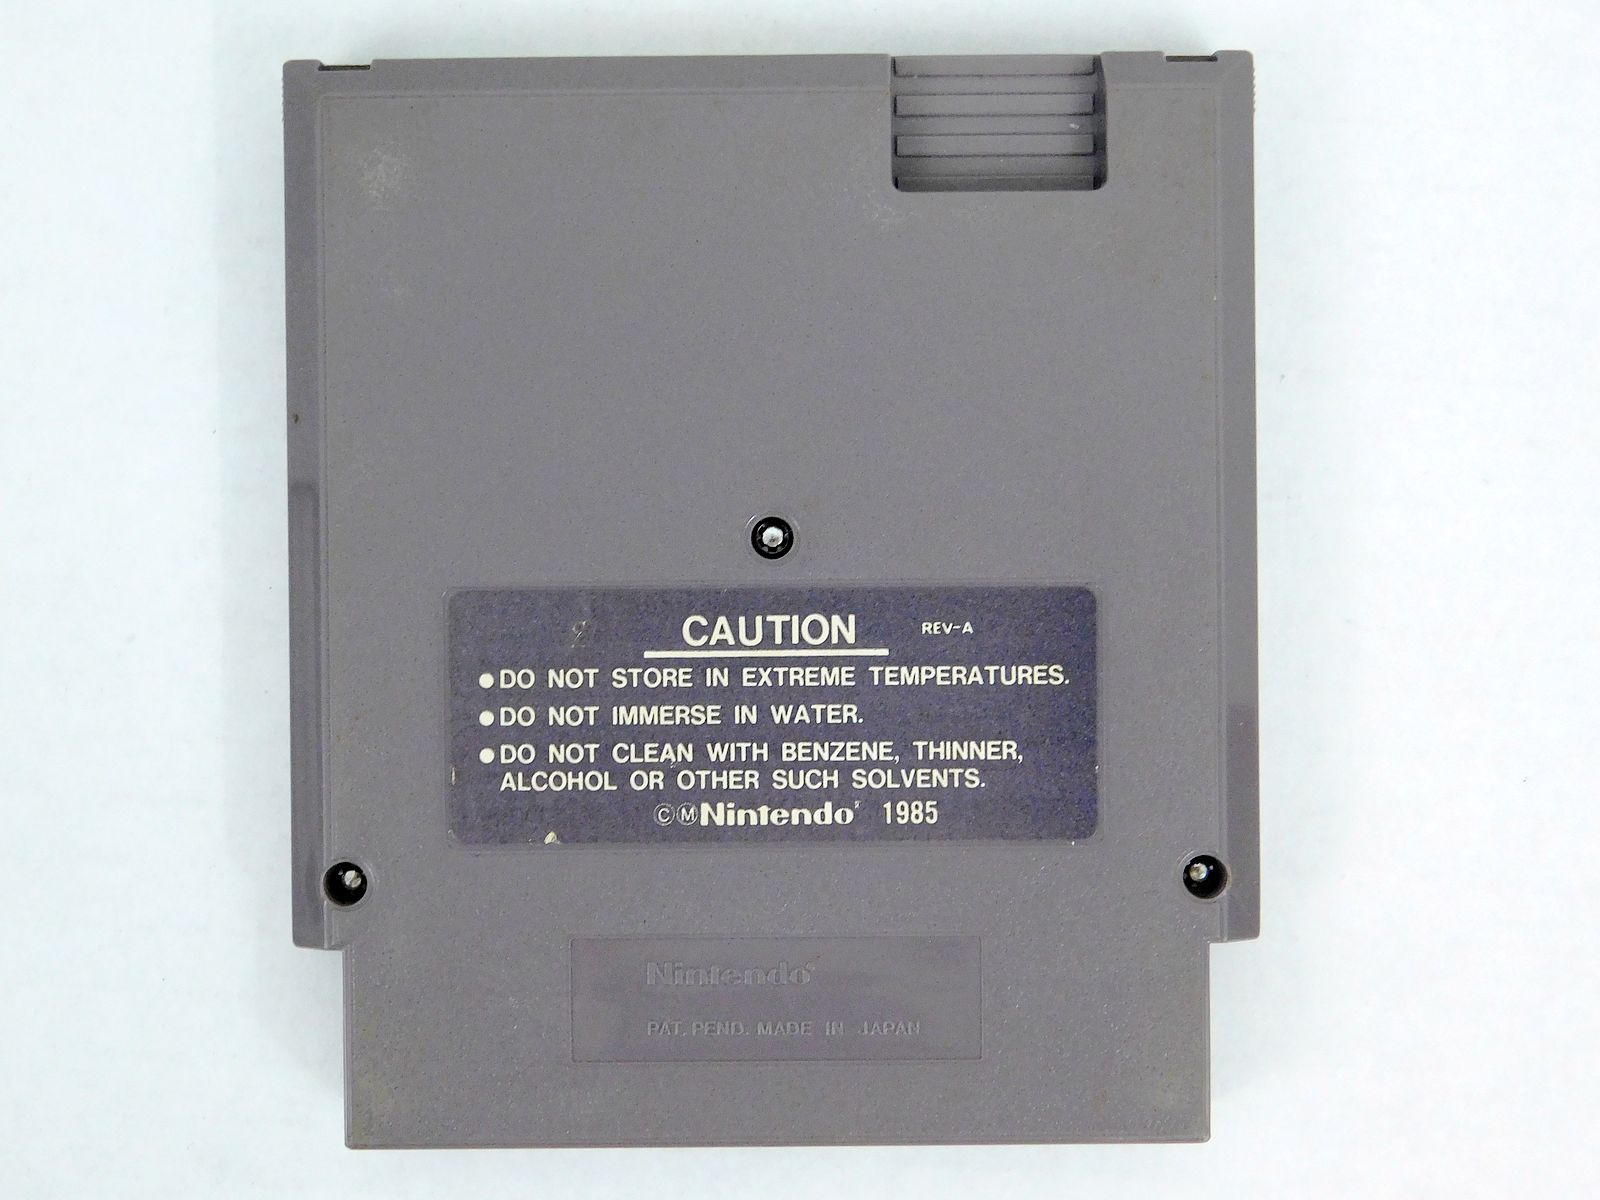 CAUTION REV-A
●DO NOT STORE IN EXTREME TEMPERATURES.
●DO NOT IMMERSE IN WATER.
●DO NOT CLEAN WITH BENZENE, THINNER,
ALCOHOL OR OTHER SUCH SOLVENTS.
ⒸⓂNintendo 1985
Nintendo
PAT. PEND. MADE IN JAPAN